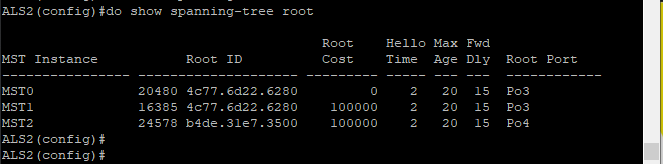 ALS2(config)#do show spanning-tree root
Root Hello Max Fwd
MST Instance Root ID Cost Time Age Dly Root Port
---------------- -------------------- --------- ----- --- --- ------------
MST0 20480 4c77.6d22.6280 0 2 20 15 Po3
MST1 16385 4c77.6d22.6280 100000 2 20 15 Po3
MST2 24578 b4de.31e7.3500 100000 2 20 15 Po4
ALS2(config)#
ALS2(config)#